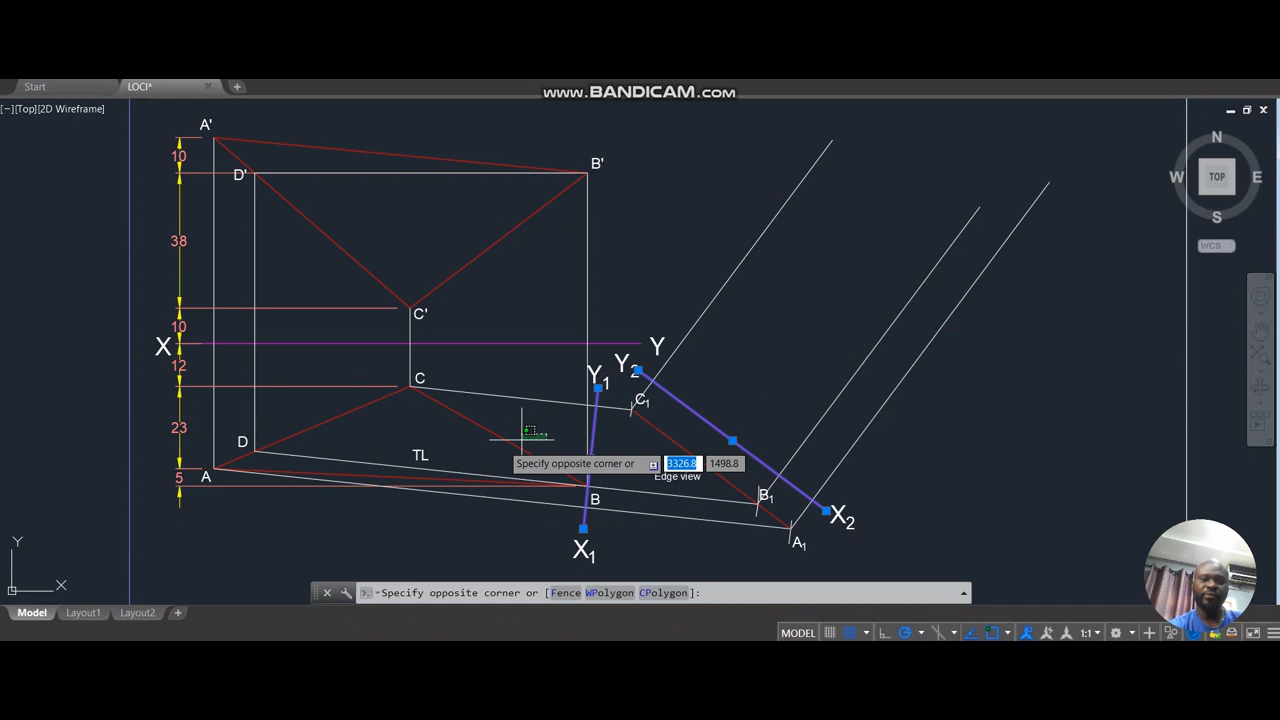 WWW.BANDICAM.COM
Start
LOCI*
[−][Top][2D Wireframe]
N
W
TOP
E
S
WCS
A'
10
D'
B'
38
C'
10
X
Y
12
Y2
Y1
C
C1
23
D
TL
Specify opposite corner or
3326.8
1498.8
Edge view
A
5
B
B1
X2
A1
X1
Y
X
Specify opposite corner or [Fence WPolygon CPolygon]:
Model
Layout1
Layout2
MODEL
1:1